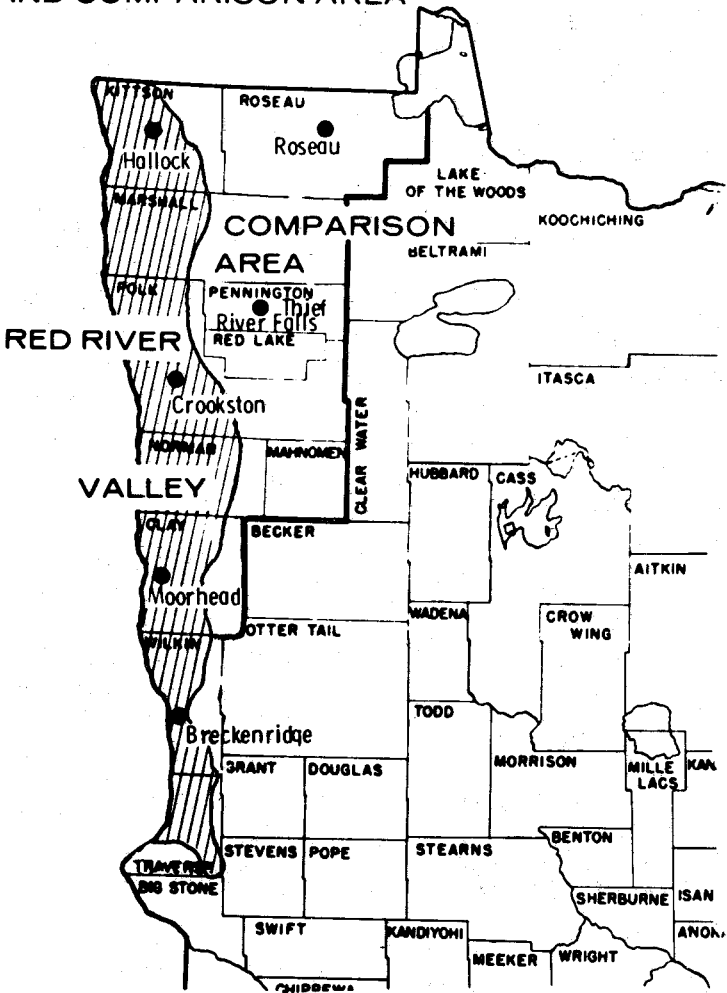 AND COMPARISON AREA
KITTSON
ROSEAU
Hallock
Roseau
LAKE
OF THE WOODS
MARSHALL
COMPARISON
AREA
KOOCHICHING
BELTRAMI
POLK
PENNINGTON
Thief
River Falls
RED LAKE
RED RIVER
ITASCA
Crookston
CLEAR WATER
NORMAN
MAHNOMEN
HUBBARD
CASS
VALLEY
CLAY
BECKER
AITKIN
Moorhead
WADENA
CROW
WING
WILKIN
OTTER TAIL
TODD
Breckenridge
GRANT
DOUGLAS
MORRISON
MILLE
LACS
KAN
STEVENS
POPE
STEARNS
BENTON
TRAVERSE
BIG STONE
SHERBURNE
ISAN
SWIFT
KANDIYOHI
ANOK
MEEKER
WRIGHT
CHIPPEWA